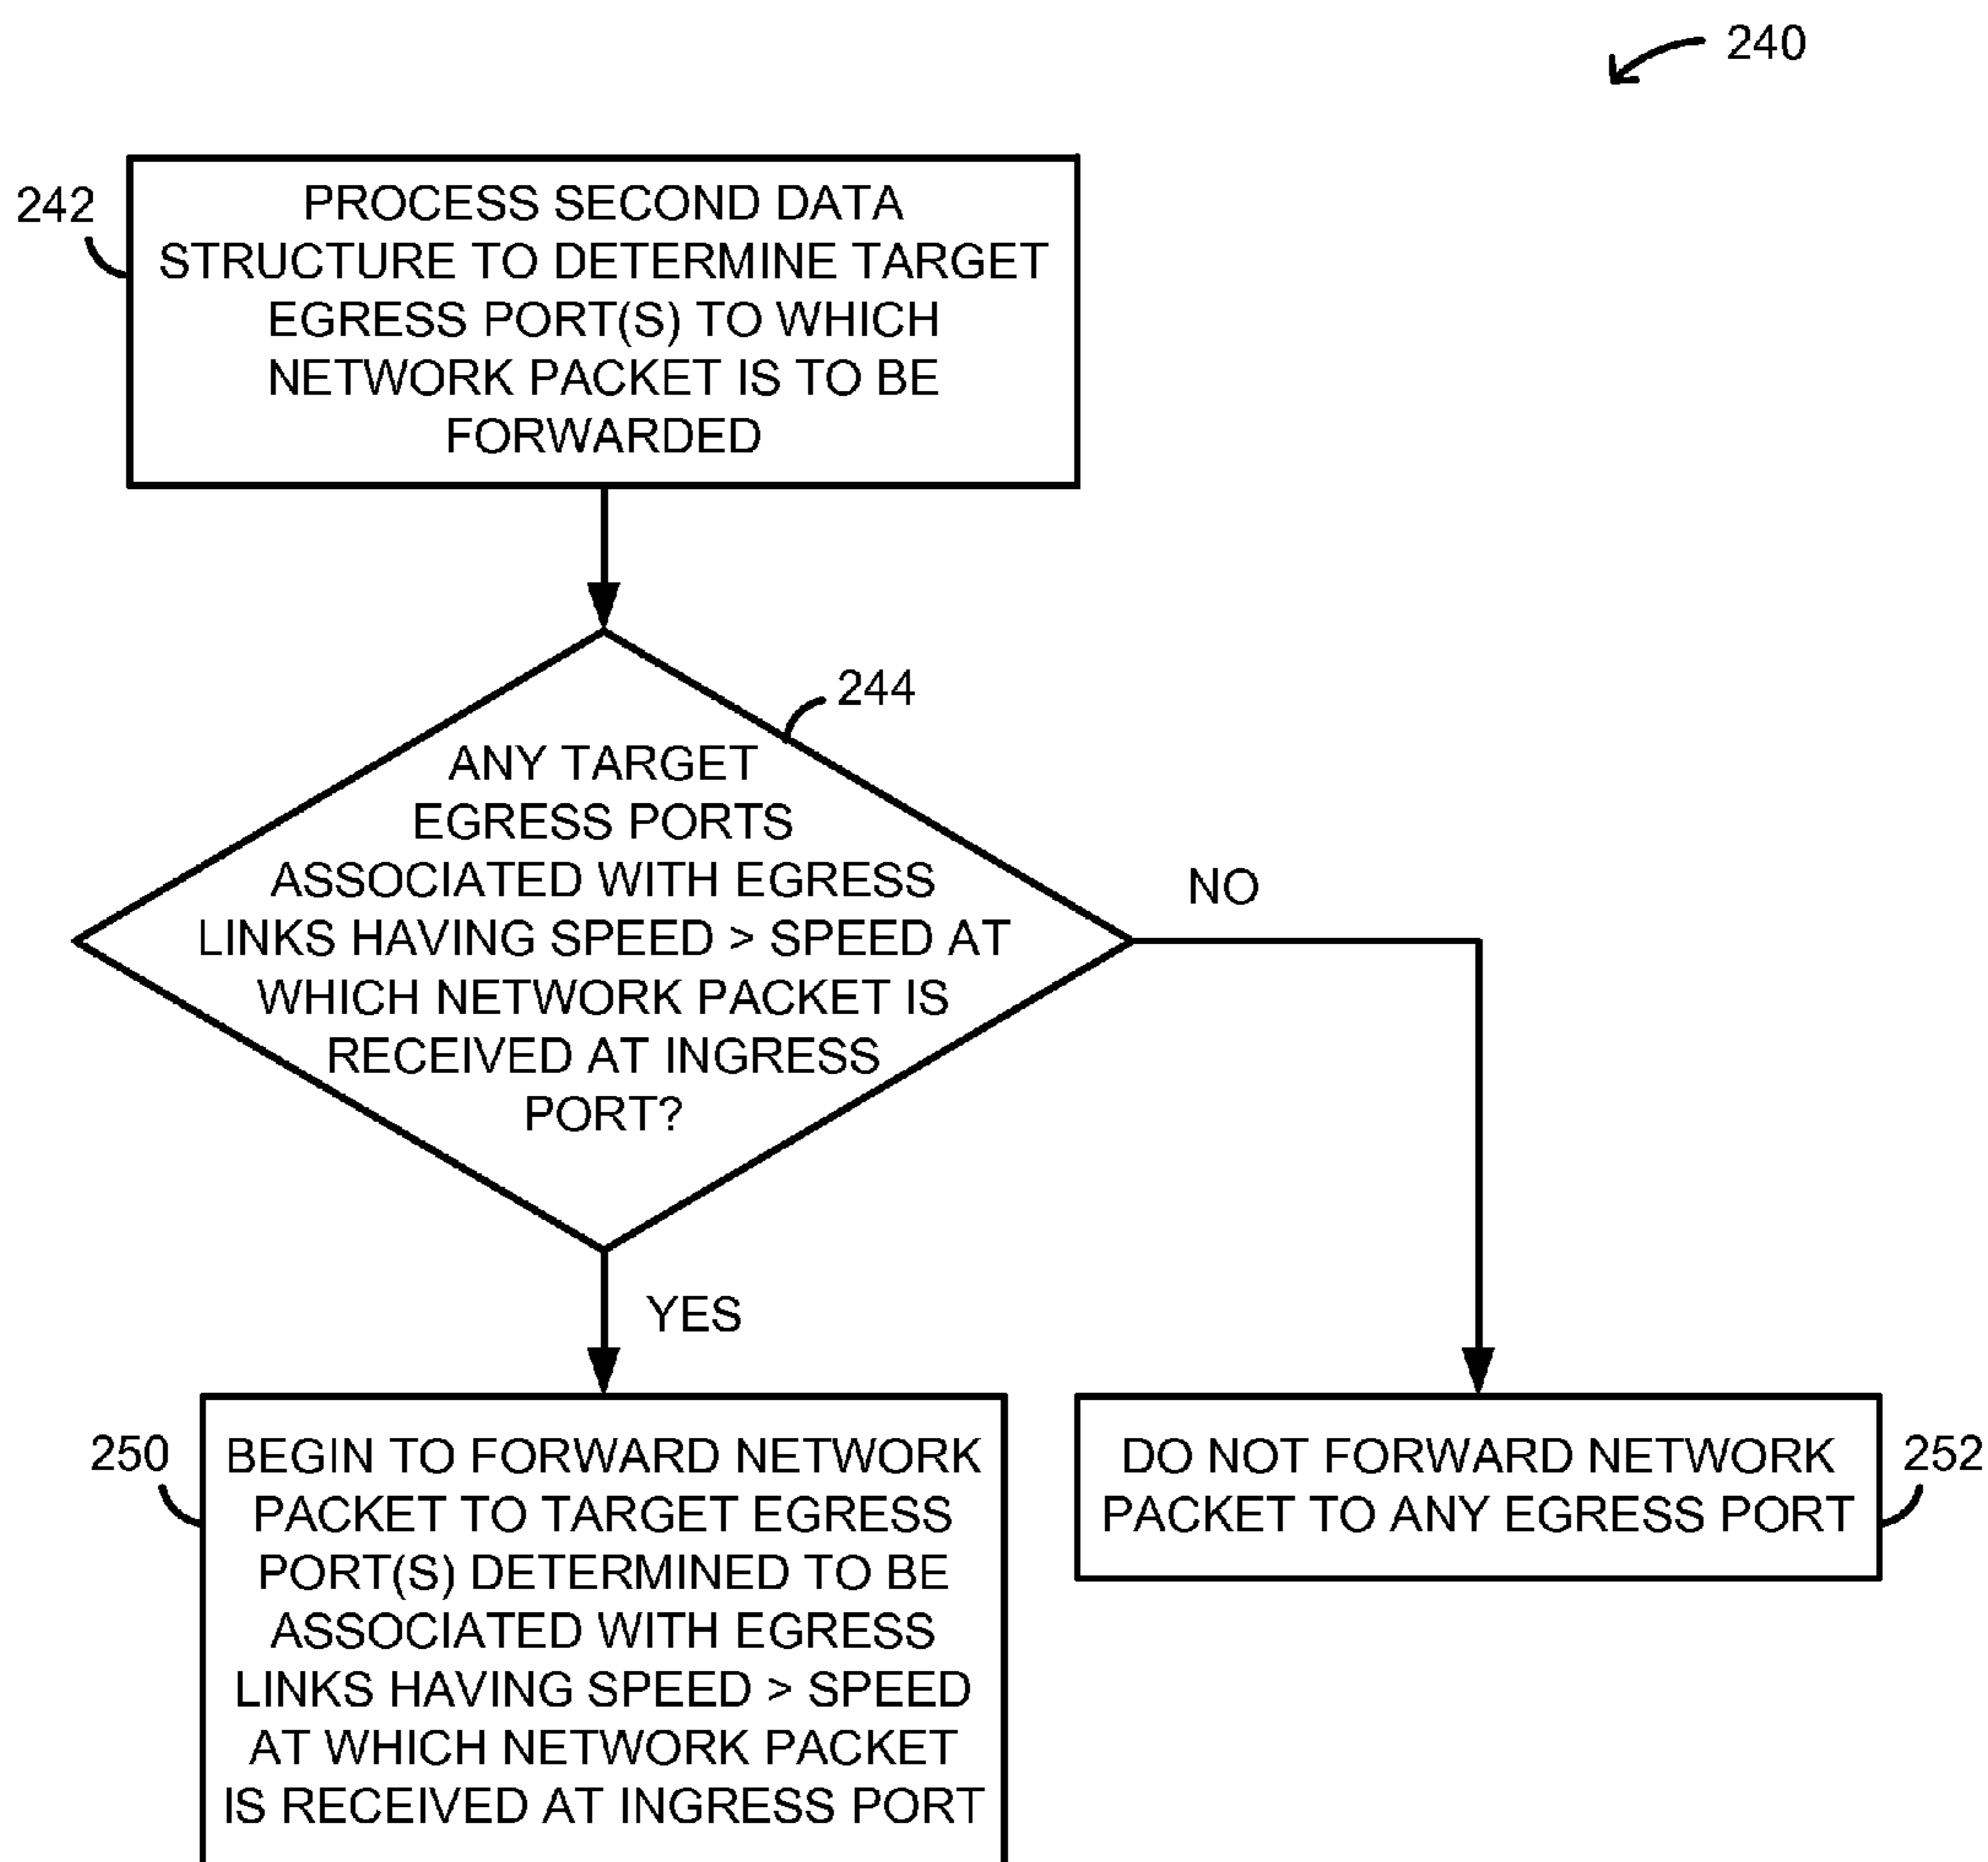 240
242
PROCESS SECOND DATA
STRUCTURE TO DETERMINE TARGET
EGRESS PORT(S) TO WHICH
NETWORK PACKET IS TO BE
FORWARDED
244
ANY TARGET
EGRESS PORTS
ASSOCIATED WITH EGRESS
LINKS HAVING SPEED > SPEED AT
WHICH NETWORK PACKET IS
RECEIVED AT INGRESS
PORT?
NO
YES
250
BEGIN TO FORWARD NETWORK
PACKET TO TARGET EGRESS
PORT(S) DETERMINED TO BE
ASSOCIATED WITH EGRESS
LINKS HAVING SPEED > SPEED
AT WHICH NETWORK PACKET
IS RECEIVED AT INGRESS PORT
DO NOT FORWARD NETWORK
PACKET TO ANY EGRESS PORT
252